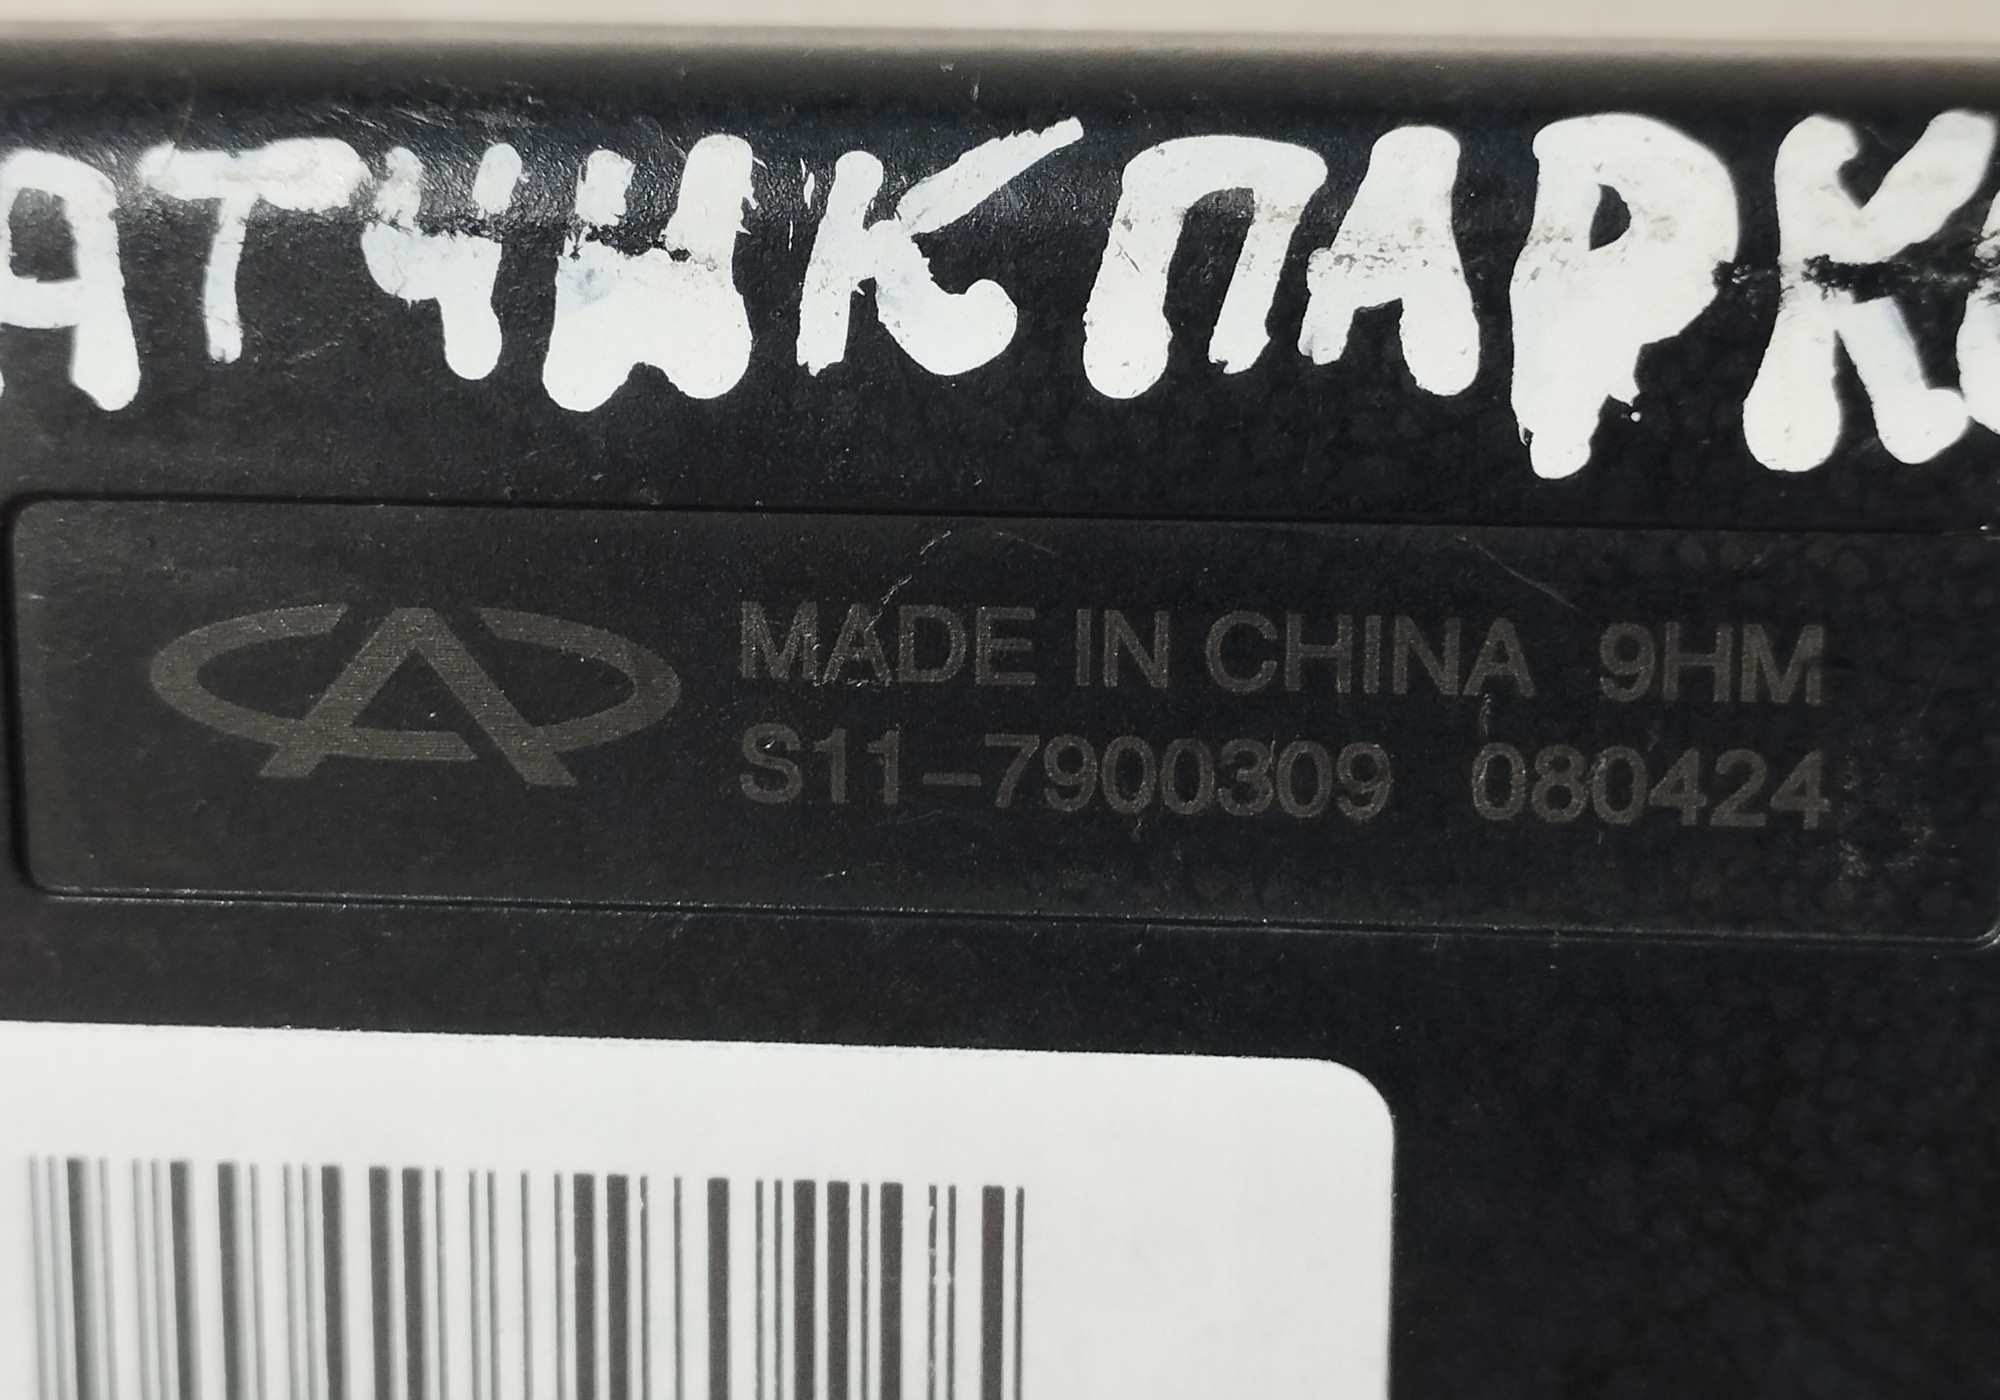 АТЧИК ПАРК
MADE IN CHINA 9HM
S11-7900309 080424